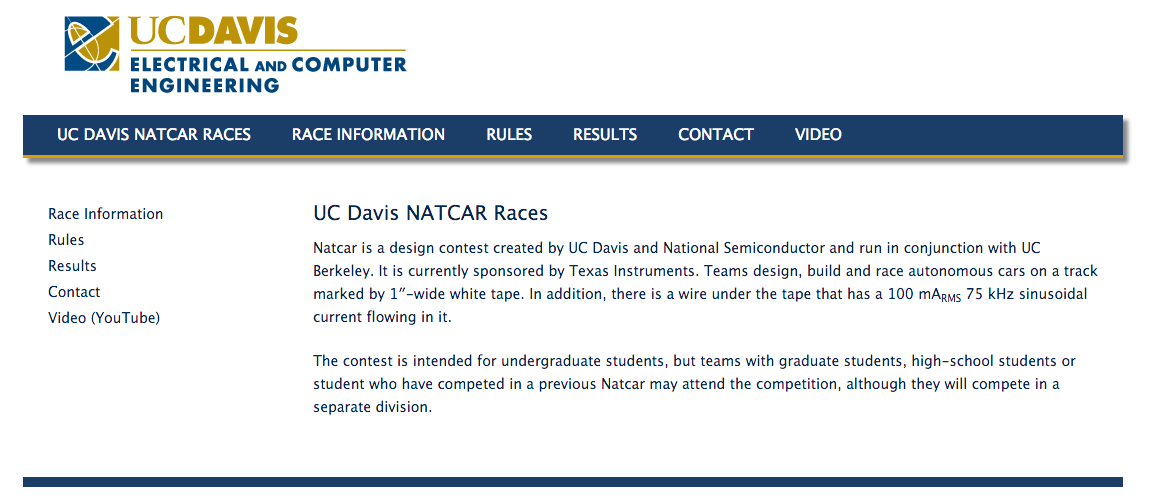 UCDAVIS
ELECTRICAL AND COMPUTER
ENGINEERING
UC DAVIS NATCAR RACES RACE INFORMATION RULES RESULTS CONTACT VIDEO
Race Information
Rules
Results
Contact
Video (YouTube)
UC Davis NATCAR Races
Natcar is a design contest created by UC Davis and National Semiconductor and run in conjunction with UC
Berkeley. It is currently sponsored by Texas Instruments. Teams design, build and race autonomous cars on a track
marked by 1″-wide white tape. In addition, there is a wire under the tape that has a 100 mARMS 75 kHz sinusoidal
current flowing in it.
The contest is intended for undergraduate students, but teams with graduate students, high-school students or
student who have competed in a previous Natcar may attend the competition, although they will compete in a
separate division.